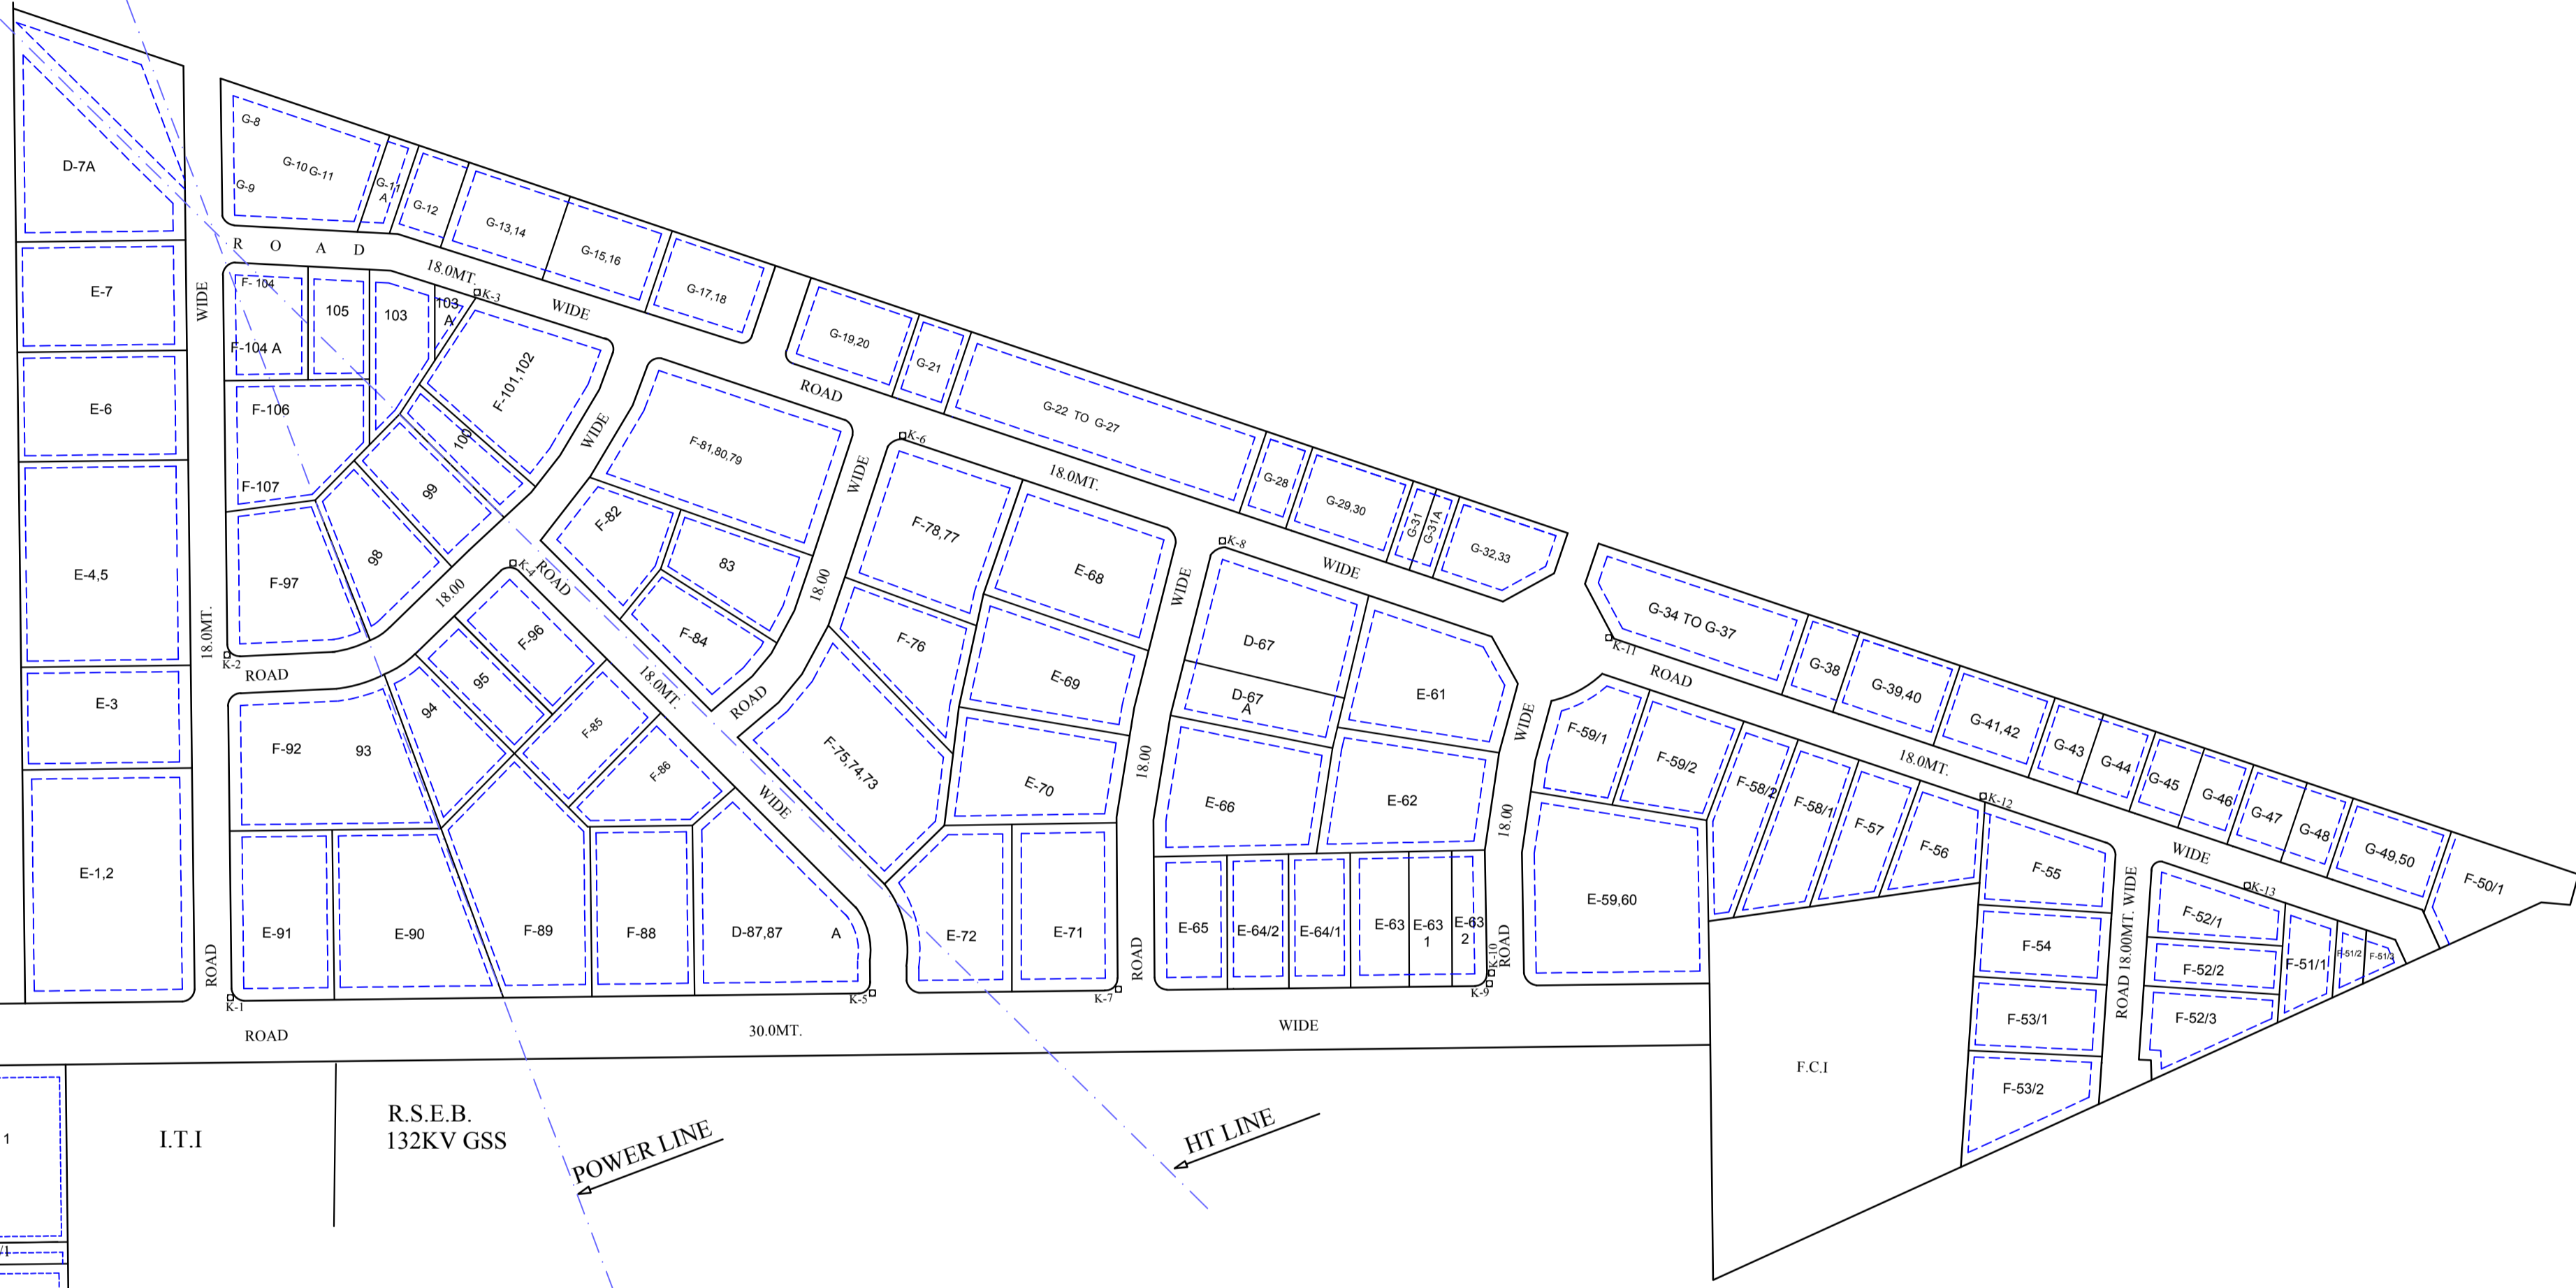 D-7A
E-7
E-6
E-4,5
E-3
E-1,2
WIDE
18.0MT.
ROAD
G-8
G-9
G-10 G-11
G-11
A
G-12
G-13,14
G-15,16
G-17,18
R O A D
18.0MT.
WIDE
ROAD
18.0MT.
WIDE
ROAD
18.0MT.
WIDE
G-19,20
G-21
G-22 TO G-27
G-28
G-29,30
G-31
G-31A
G-32,33
G-34 TO G-37
G-38
G-39,40
G-41,42
G-43
G-44
G-45
G-46
G-47
G-48
G-49,50
F-50/1
F- 104
F-104 A
105
103
103
A
K-3
F-101,102
F-106
F-107
100
99
98
F-97
K-2
ROAD
18.00
WIDE
K-4
ROAD
18.0MT.
WIDE
F-81,80,79
F-82
83
F-84
WIDE
18.00
ROAD
K-6
F-78,77
F-76
F-75,74,73
E-68
E-69
E-70
E-72
E-71
F-96
95
94
F-92
93
F-85
F-86
E-91
E-90
F-89
F-88
D-87,87
A
K-1
K-5
K-7
WIDE
18.00
ROAD
K-8
D-67
D-67
A
E-61
E-66
E-62
E-65
E-64/2
E-64/1
E-63
E-63
1
E-63
2
K-9
K-10
WIDE
18.00
ROAD
K-11
F-59/1
F-59/2
F-58/2
F-58/1
F-57
F-56
E-59,60
K-12
F-55
F-54
F-53/1
F-53/2
ROAD 18.00MT. WIDE
K-13
F-52/1
F-52/2
F-52/3
F-51/1
F-51/2
F.C.I
ROAD
30.0MT.
WIDE
1
I.T.I
R.S.E.B.
132KV GSS
POWER LINE
HT LINE